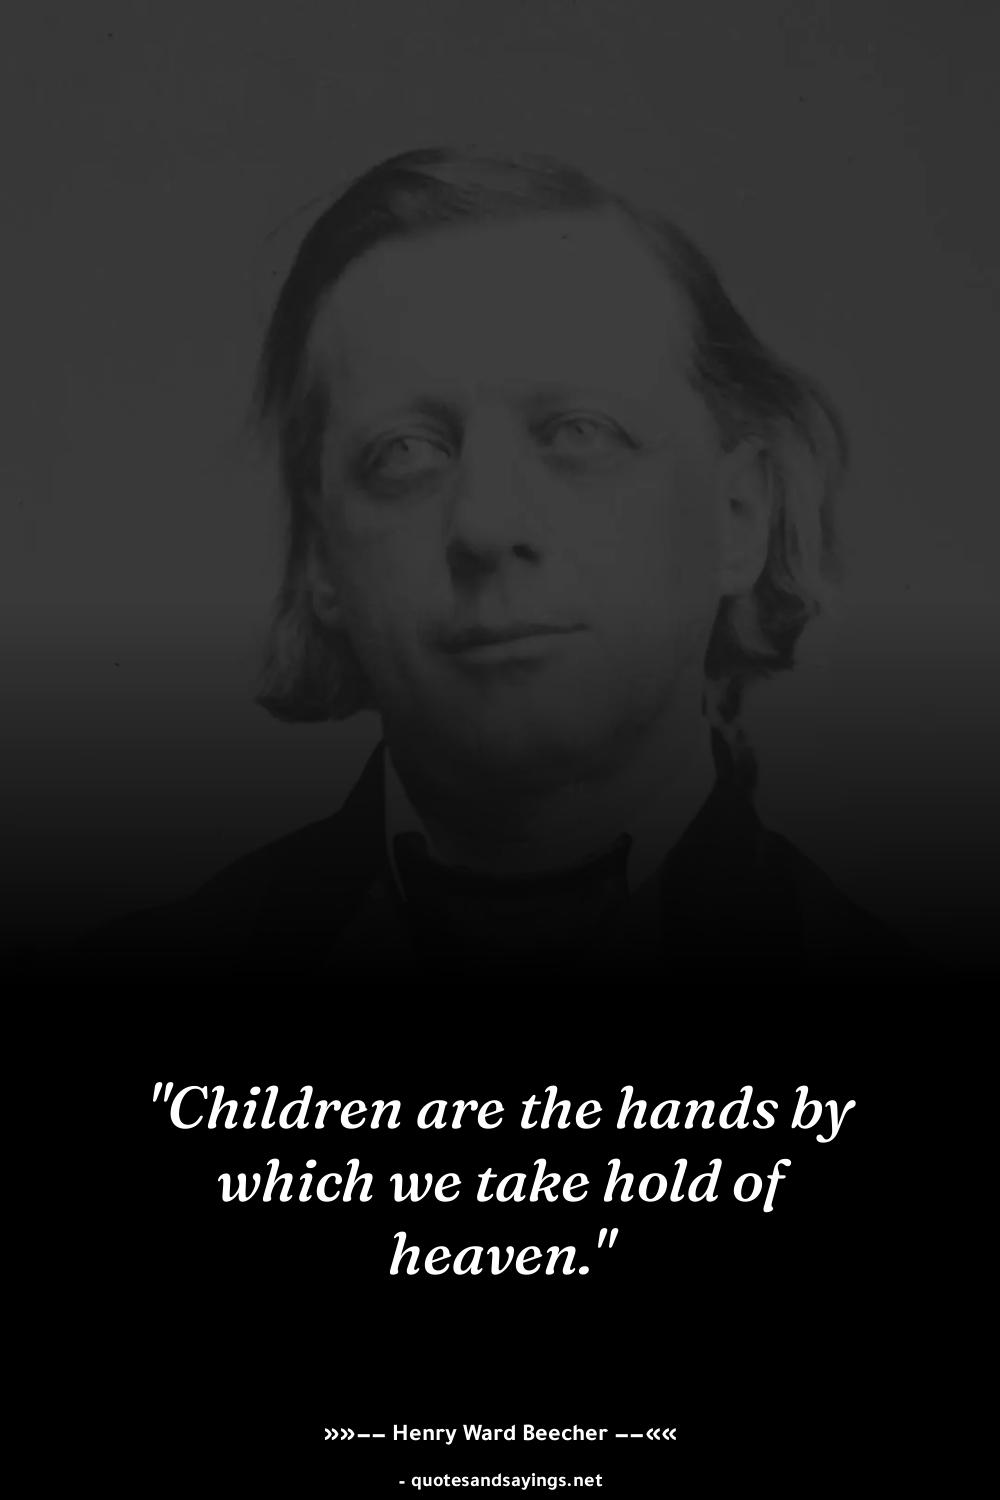 "Children are the hands by
which we take hold of
heaven."
»»−− Henry Ward Beecher −−««
- quotesandsayings.net